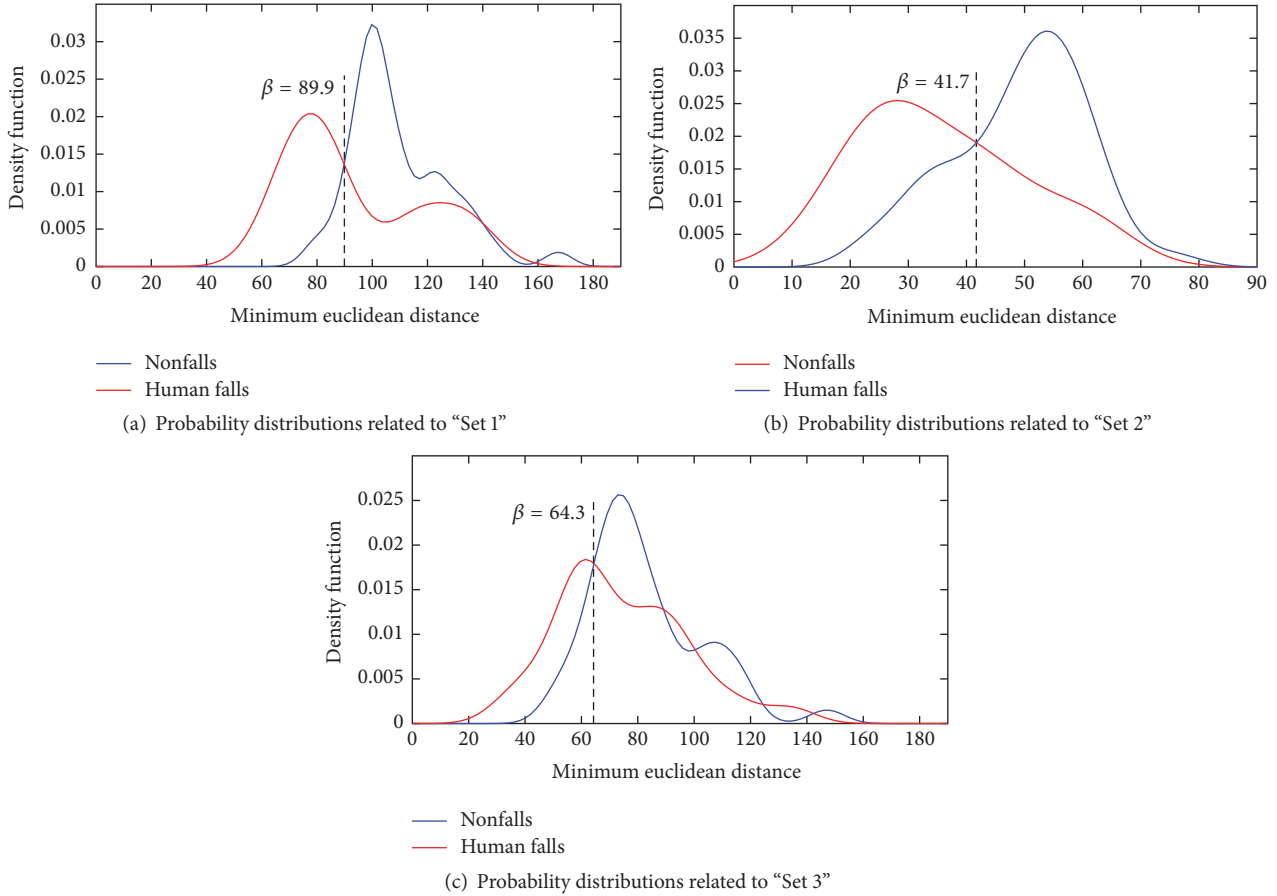 0.03
0.025
0.02
0.015
0.01
0.005
0
Density function
β = 89.9
0 20 40 60 80 100 120 140 160 180
Minimum euclidean distance
Nonfalls
Human falls
(a) Probability distributions related to “Set 1”
0.035
0.03
0.025
0.02
0.015
0.01
0.005
0
Density function
β = 41.7
0 10 20 30 40 50 60 70 80 90
Minimum euclidean distance
Nonfalls
Human falls
(b) Probability distributions related to “Set 2”
0.025
0.02
0.015
0.01
0.005
0
Density function
β = 64.3
0 20 40 60 80 100 120 140 160 180
Minimum euclidean distance
Nonfalls
Human falls
(c) Probability distributions related to “Set 3”